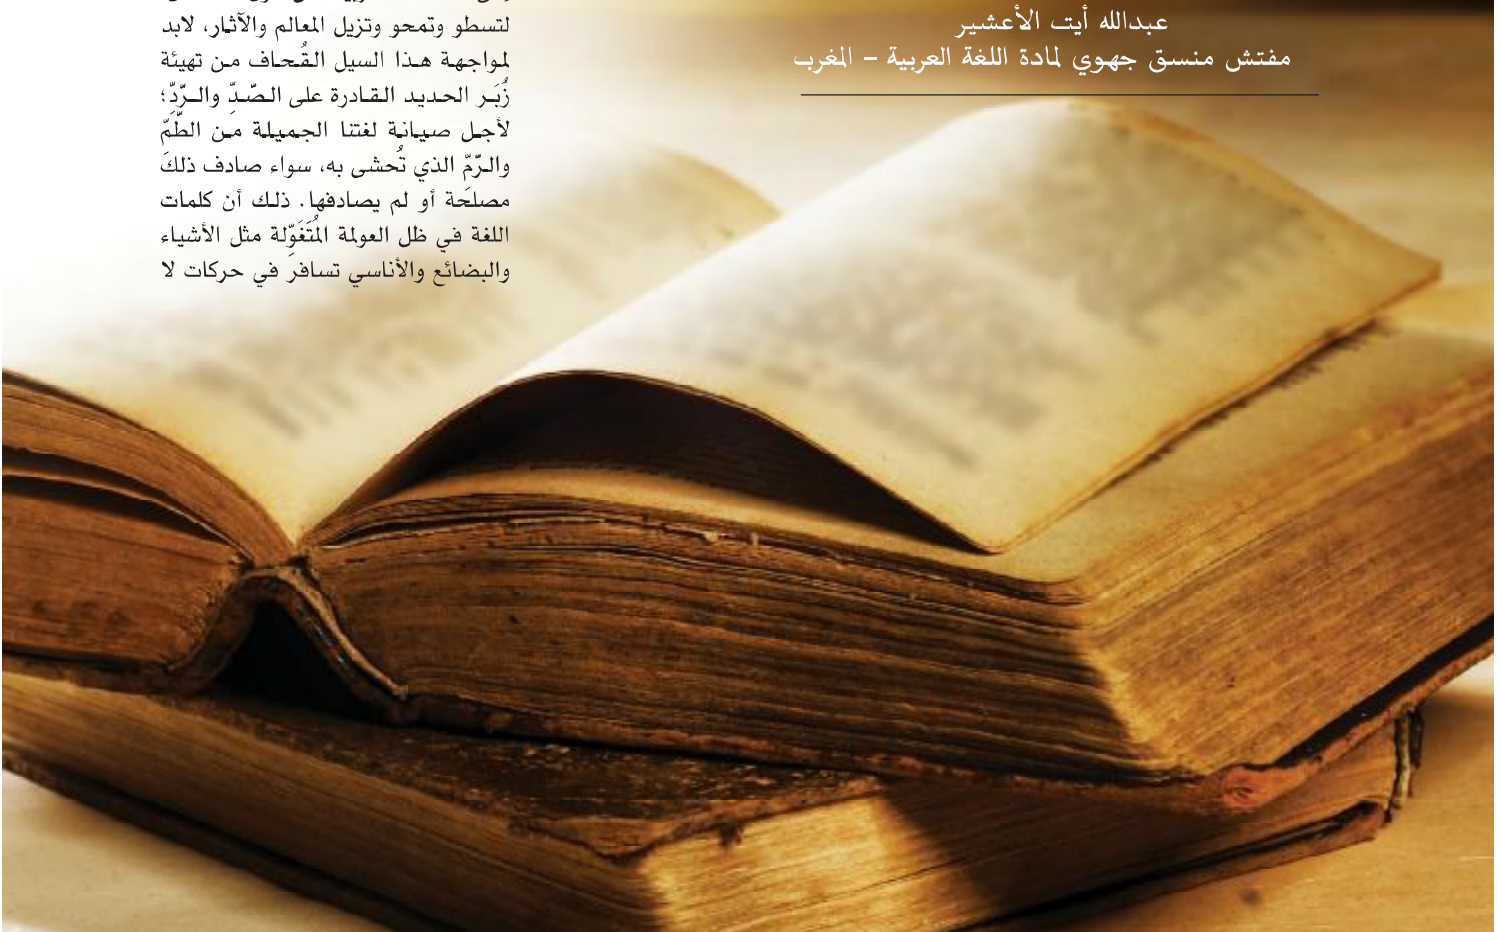 عبدالله أيت الأعشير
مفتش منسق جهوي لمادة اللغة العربية – المغرب
لتسطو وتمحو وتزيل المعالم والآثار، لابد
لمواجهة هذا السيل القُحاف من تهيئة
زُبَر الحديد القادرة على الصّدِّ والرّدِّ؛
لأجل صيانة لغتنا الجميلة من الطِّمّ
والرِّمّ الذي تُحشى به، سواء صادف ذلكَ
مصلَحة أو لم يصادفها. ذلك أن كلمات
اللغة في ظل العولمة المُتَغَوِّلة مثل الأشياء
والبضائع والأناسي تسافر في حركات لا